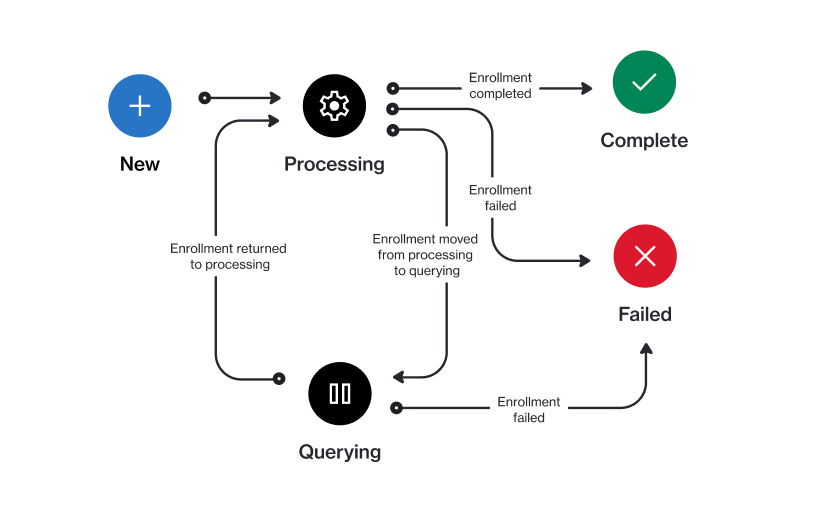 New
Processing
Enrollment
completed
Complete
Enrollment
failed
Failed
Enrollment returned
to processing
Enrollment moved
from processing
to querying
Querying
Enrollment
failed